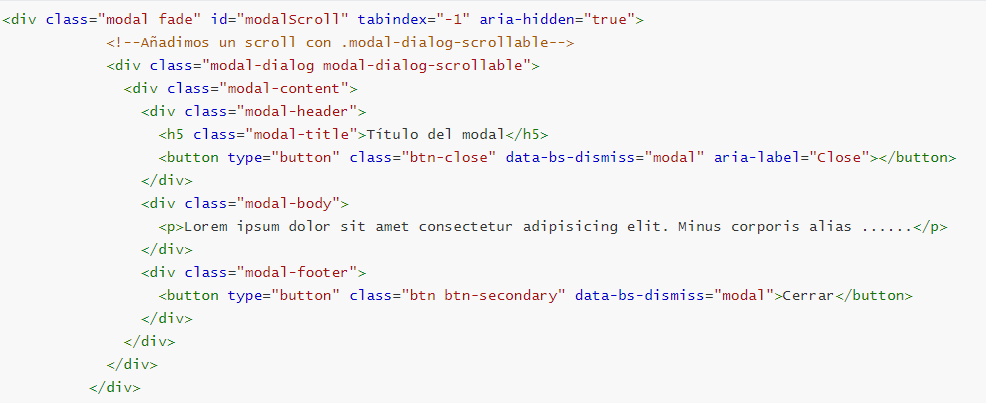 <div class="modal fade" id="modalScroll" tabindex="-1" aria-hidden="true">
<!--Añadimos un scroll con .modal-dialog-scrollable-->
<div class="modal-dialog modal-dialog-scrollable">
<div class="modal-content">
<div class="modal-header">
<h5 class="modal-title">Título del modal</h5>
<button type="button" class="btn-close" data-bs-dismiss="modal" aria-label="Close"></button>
</div>
<div class="modal-body">
<p>Lorem ipsum dolor sit amet consectetur adipisicing elit. Minus corporis alias ......</p>
</div>
<div class="modal-footer">
<button type="button" class="btn btn-secondary" data-bs-dismiss="modal">Cerrar</button>
</div>
</div>
</div>
</div>